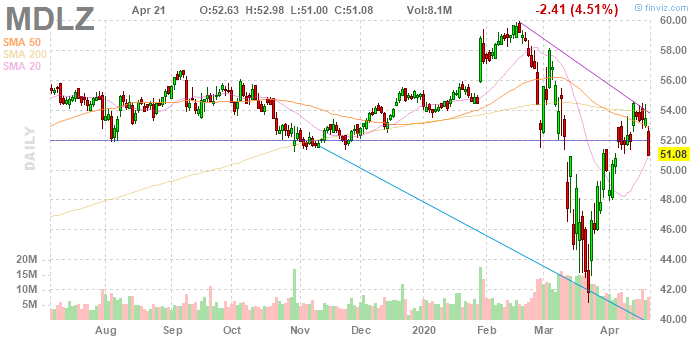 MDLZ
Apr 21 O:52.63 H:52.98 L:51.00 C:51.08 Vol:8.1M -2.41 (4.51%)
© finviz.com
SMA 50
SMA 200
SMA 20
DAILY
60.00
58.00
56.00
54.00
52.00
51.08
50.00
48.00
46.00
44.00
42.00
40.00
20M
15M
10M
5M
Aug Sep Oct Nov Dec 2020 Feb Mar Apr